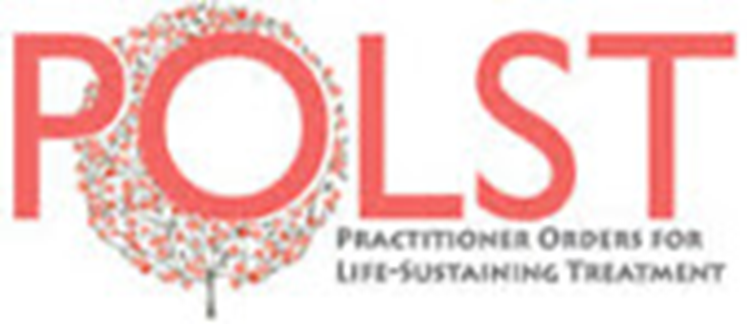 POLST
PRACTITIONER ORDERS FOR
LIFE-SUSTAINING TREATMENT